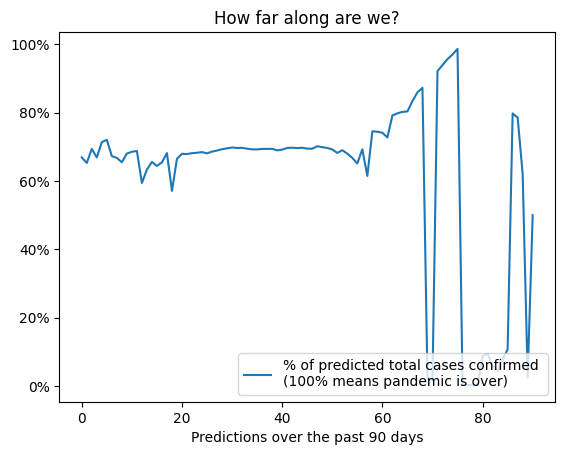 How far along are we?
100%
80%
60%
40%
20%
0%
% of predicted total cases confirmed
(100% means pandemic is over)
0 20 40 60 80
Predictions over the past 90 days